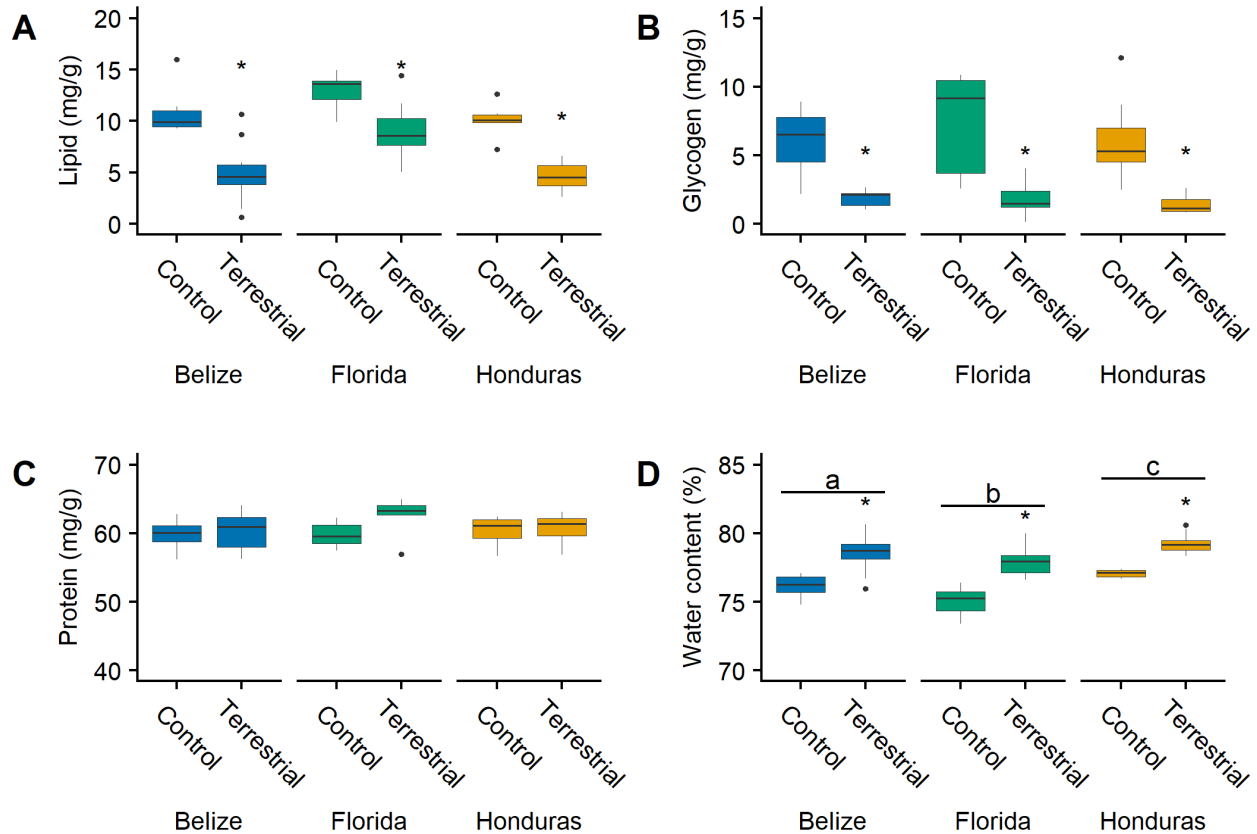 A
Lipid (mg/g)
20
15
10
5
0
*
*
*
Control
Terrestrial
Control
Terrestrial
Control
Terrestrial
Belize
Florida
Honduras
B
Glycogen (mg/g)
15
10
5
0
*
*
*
Control
Terrestrial
Control
Terrestrial
Control
Terrestrial
Belize
Florida
Honduras
C
Protein (mg/g)
70
60
50
40
Control
Terrestrial
Control
Terrestrial
Control
Terrestrial
Belize
Florida
Honduras
D
Water content (%)
85
80
75
70
a
b
c
*
*
*
Control
Terrestrial
Control
Terrestrial
Control
Terrestrial
Belize
Florida
Honduras